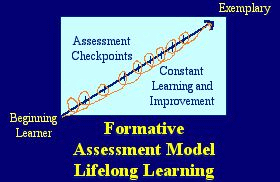 Exemplary
Assessment
Checkpoints
Constant
Learning and
Improvement
Beginning
Learner
Formative
Assessment Model
Lifelong Learning